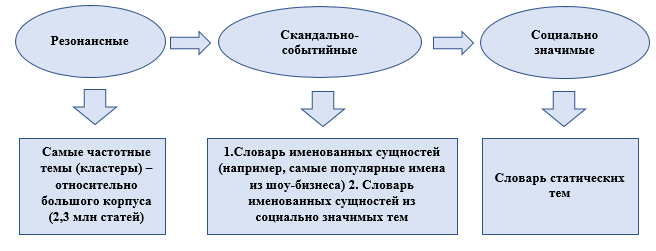 Резонансные
Скандально-
событийные
Социально
значимые
Самые частотные
темы (кластеры) –
относительно
большого корпуса
(2,3 млн статей)
1.Словарь именованных сущностей
(например, самые популярные имена
из шоу-бизнеса) 2. Словарь
именованных сущностей из
социально значимых тем
Словарь статических
тем